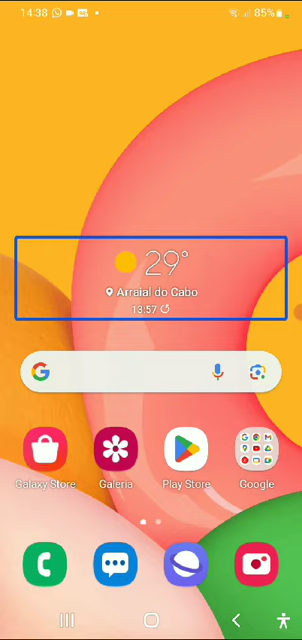 14:38
85%
29°
Arraial do Cabo
13:57
Galaxy Store
Galeria
Play Store
Google